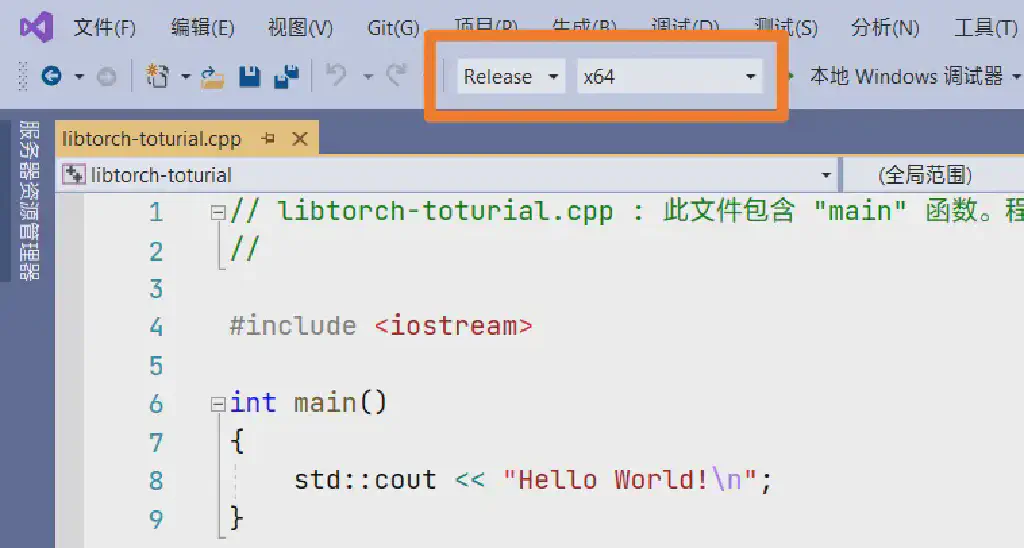 文件(F) 编辑(E) 视图(V) Git(G) 项目(P) 生成(B) 调试(D) 测试(S) 分析(N) 工具(T)
Release x64 本地 Windows 调试器
服务器资源管理器
libtorch-toturial.cpp
libtorch-toturial (全局范围)
1 // libtorch-toturial.cpp : 此文件包含 "main" 函数。程
2 //
3
4 #include <iostream>
5
6 int main()
7 {
8 std::cout << "Hello World!\n";
9 }